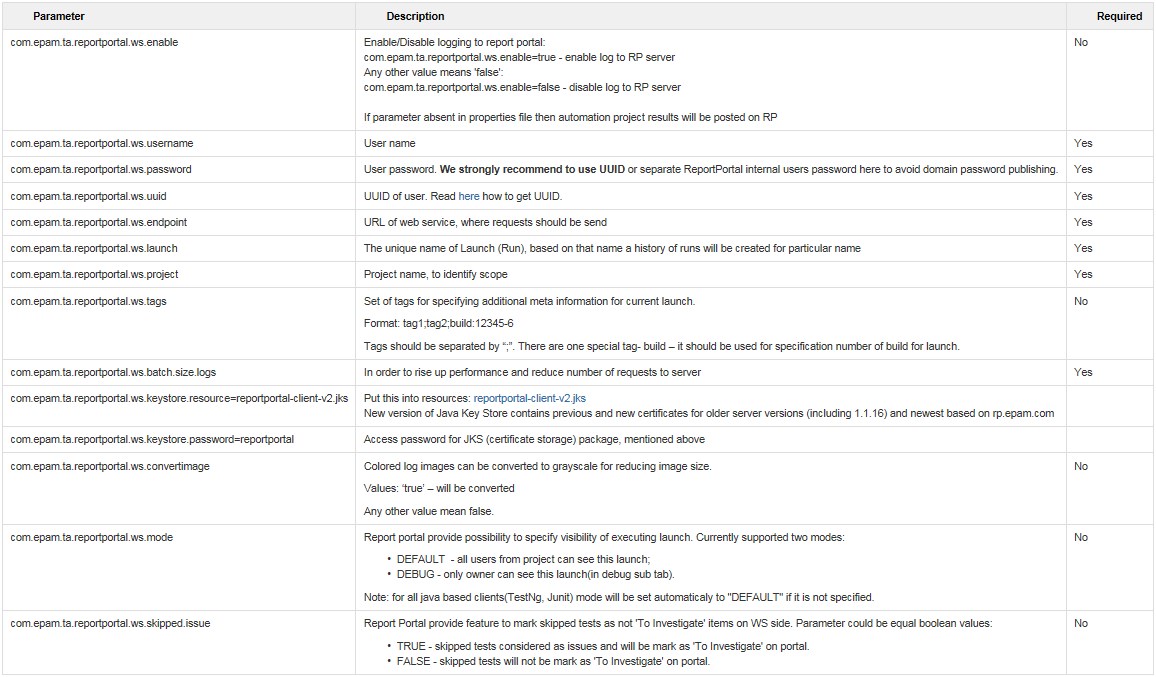 Parameter Description Required
com.epam.ta.reportportal.ws.enable Enable/Disable logging to report portal: No
com.epam.ta.reportportal.ws.enable=true - enable log to RP server
Any other value means 'false':
com.epam.ta.reportportal.ws.enable=false - disable log to RP server
If parameter absent in properties file then automation project results will be posted on RP
com.epam.ta.reportportal.ws.username User name Yes
com.epam.ta.reportportal.ws.password User password. We strongly recommend to use UUID or separate ReportPortal internal users password here to avoid domain password publishing. Yes
com.epam.ta.reportportal.ws.uuid UUID of user. Read here how to get UUID. Yes
com.epam.ta.reportportal.ws.endpoint URL of web service, where requests should be send Yes
com.epam.ta.reportportal.ws.launch The unique name of Launch (Run), based on that name a history of runs will be created for particular name Yes
com.epam.ta.reportportal.ws.project Project name, to identify scope Yes
com.epam.ta.reportportal.ws.tags Set of tags for specifying additional meta information for current launch. No
Format: tag1;tag2;build:12345-6
Tags should be separated by “;”. There are one special tag- build – it should be used for specification number of build for launch.
com.epam.ta.reportportal.ws.batch.size.logs In order to rise up performance and reduce number of requests to server Yes
com.epam.ta.reportportal.ws.keystore.resource=reportportal-client-v2.jks Put this into resources: reportportal-client-v2.jks
New version of Java Key Store contains previous and new certificates for older server versions (including 1.1.16) and newest based on rp.epam.com
com.epam.ta.reportportal.ws.keystore.password=reportportal Access password for JKS (certificate storage) package, mentioned above
com.epam.ta.reportportal.ws.convertimage Colored log images can be converted to grayscale for reducing image size. No
Values: ‘true’ – will be converted
Any other value mean false.
com.epam.ta.reportportal.ws.mode Report portal provide possibility to specify visibility of executing launch. Currently supported two modes: No
• DEFAULT - all users from project can see this launch;
• DEBUG - only owner can see this launch(in debug sub tab).
Note: for all java based clients(TestNg, Junit) mode will be set automaticaly to "DEFAULT" if it is not specified.
com.epam.ta.reportportal.ws.skipped.issue Report Portal provide feature to mark skipped tests as not 'To Investigate' items on WS side. Parameter could be equal boolean values: No
• TRUE - skipped tests considered as issues and will be mark as 'To Investigate' on portal.
• FALSE - skipped tests will not be mark as 'To Investigate' on portal.